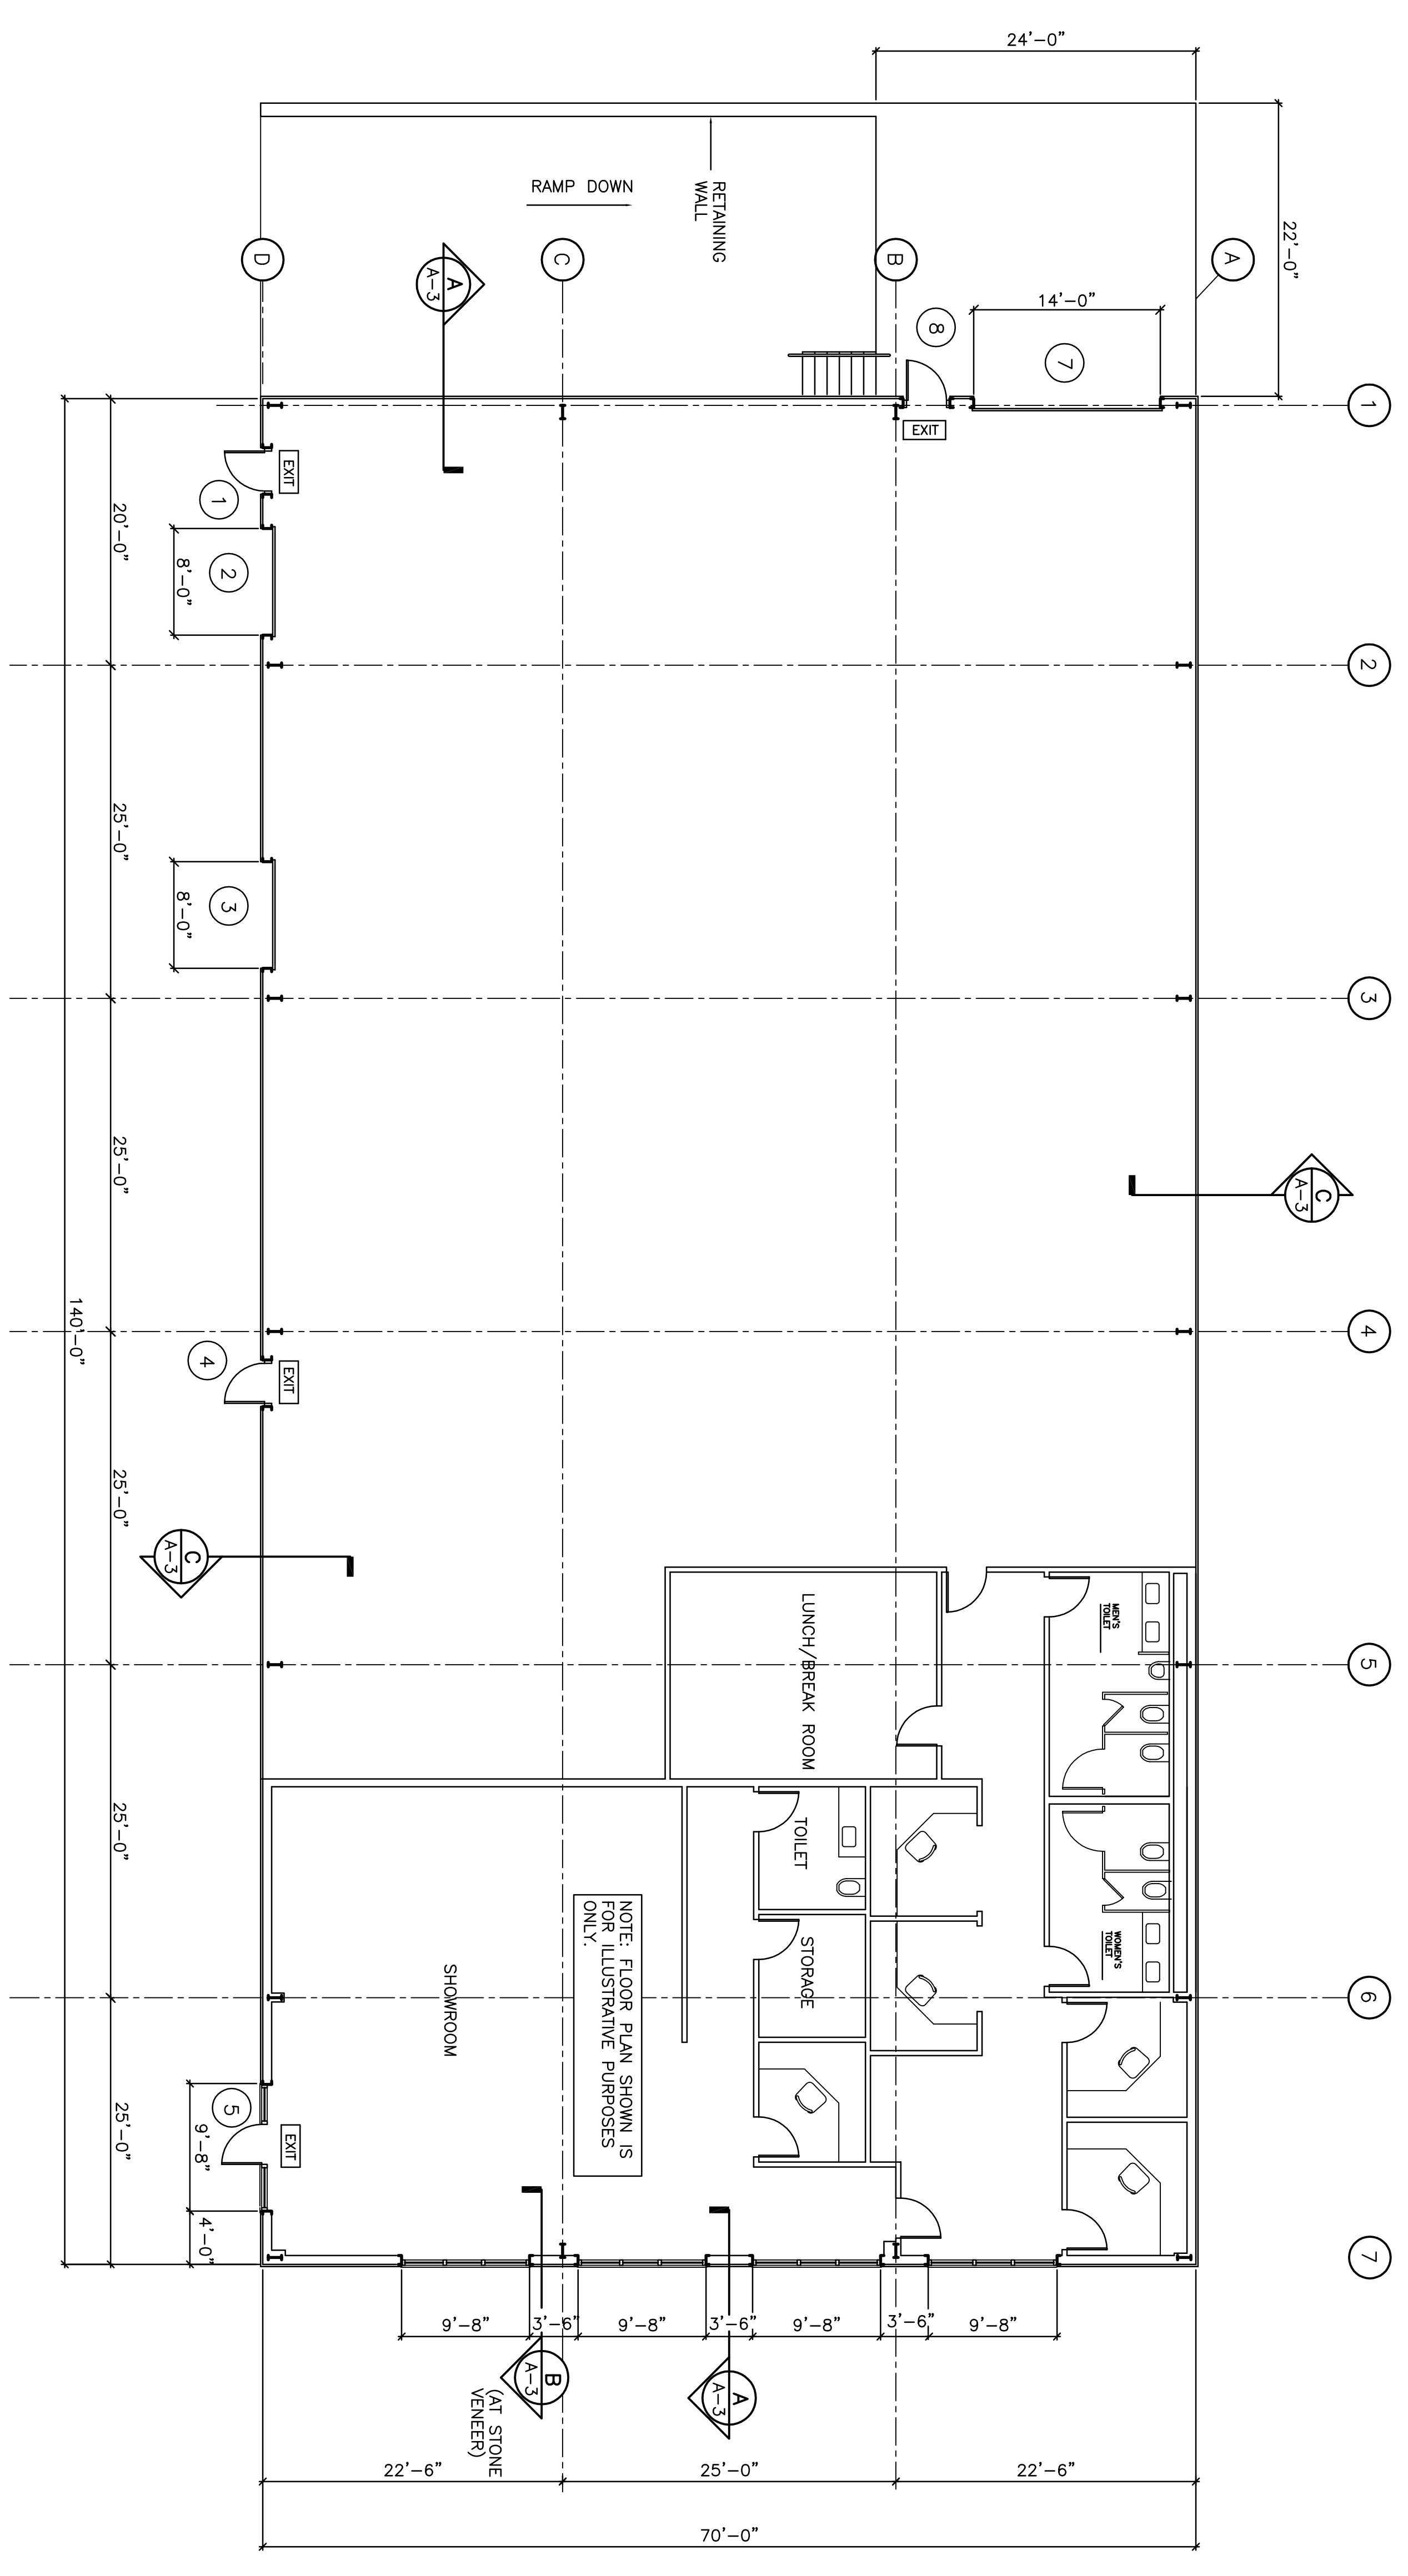 24'-0"
22'-0"
RAMP DOWN
RETAINING
WALL
D
C
B
A
A
A-3
14'-0"
8
7
1
EXIT
EXIT
1
20'-0"
2
8'-0"
2
25'-0"
3
8'-0"
3
25'-0"
C
A-3
140'-0"
4
4
EXIT
25'-0"
C
A-3
LUNCH/BREAK ROOM
MEN'S
TOILET
5
25'-0"
TOILET
STORAGE
WOMEN'S
TOILET
NOTE: FLOOR PLAN SHOWN IS
FOR ILLUSTRATIVE PURPOSES
ONLY.
SHOWROOM
6
25'-0"
5
9'-8"
EXIT
4'-0"
7
9'-8"
3'-6"
9'-8"
3'-6"
9'-8"
3'-6"
9'-8"
B
A-3
(AT STONE
VENEER)
A
A-3
22'-6"
25'-0"
22'-6"
70'-0"